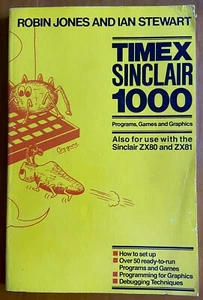 ROBIN JONES AND IAN STEWART
TIMEX
SINCLAIR
1000
Programs, Games and Graphics
Also for use with the
Sinclair ZX80 and ZX81
How to set up
Over 50 ready-to-run
Programs and Games
Programming for Graphics
Debugging Techniques